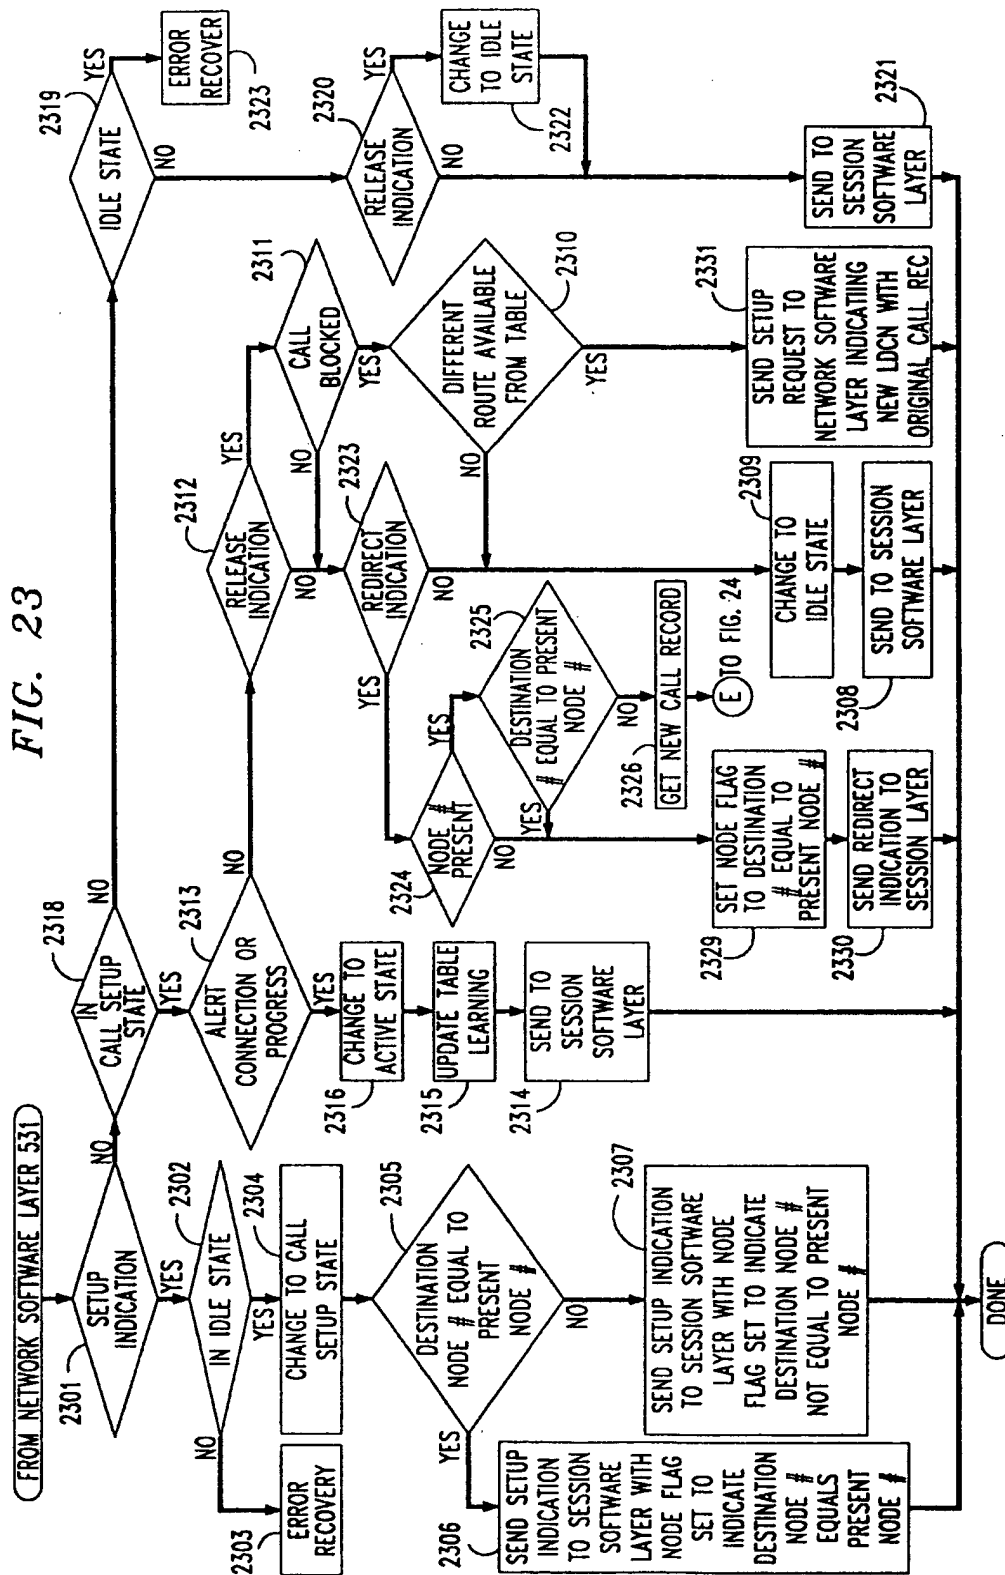 FIG. 23
FROM NETWORK SOFTWARE LAYER 531
2301
SETUP
INDICATION
NO
YES
2302
IN IDLE STATE
NO
YES
2303
ERROR
RECOVERY
2304
CHANGE TO CALL
SETUP STATE
2305
DESTINATION
NODE # EQUAL TO
PRESENT
NODE #
YES
NO
2306
SEND SETUP
INDICATION
TO SESSION
SOFTWARE
LAYER WITH
NODE FLAG
SET TO
INDICATE
DESTINATION
NODE #
EQUALS
PRESENT
NODE #
2307
SEND SETUP INDICATION
TO SESSION SOFTWARE
LAYER WITH NODE
FLAG SET TO INDICATE
DESTINATION NODE #
NOT EQUAL TO PRESENT
NODE #
2318
IN
CALL SETUP
STATE
NO
YES
2313
ALERT
CONNECTION OR
PROGRESS
NO
YES
2316
CHANGE TO
ACTIVE STATE
2315
UPDATE TABLE
LEARNING
2314
SEND TO
SESSION
SOFTWARE
LAYER
2312
RELEASE
INDICATION
YES
NO
2311
CALL
BLOCKED
NO
YES
2323
REDIRECT
INDICATION
YES
NO
2310
DIFFERENT
ROUTE AVAILABLE
FROM TABLE
NO
YES
2324
NODE #
PRESENT
YES
NO
2325
DESTINATION
# EQUAL TO PRESENT
NODE #
YES
NO
2326
GET NEW CALL RECORD
E TO FIG. 24
2329
SET NODE FLAG
TO DESTINATION
# EQUAL TO
PRESENT NODE #
2330
SEND REDIRECT
INDICATION TO
SESSION LAYER
2309
CHANGE TO
IDLE STATE
2308
SEND TO SESSION
SOFTWARE LAYER
2331
SEND SETUP
REQUEST TO
NETWORK SOFTWARE
LAYER INDICATIING
NEW LDCN WITH
ORIGINAL CALL REC
2319
IDLE STATE
YES
NO
ERROR
RECOVER
2323
2320
RELEASE
INDICATION
YES
NO
CHANGE
TO IDLE
STATE
2322
2321
SEND TO
SESSION
SOFTWARE
LAYER
DONE